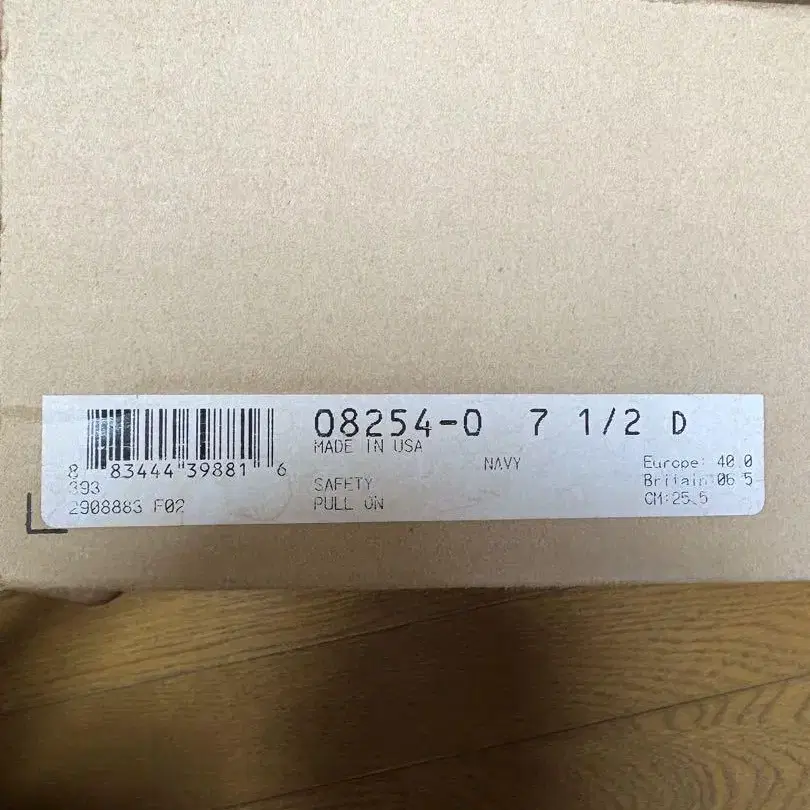 08254-0 7 1/2 D
MADE IN USA
NAVY
8 83444 39881 6
393
2908883 F02
SAFETY
PULL ON
Europe: 40.0
Britain:06.5
CM:25.5